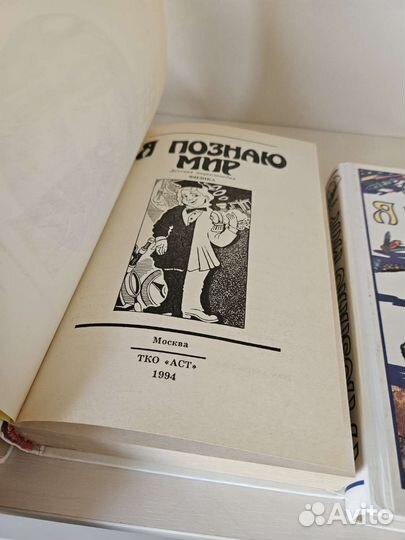 Я ПОЗНАЮ
МИР
Детская энциклопедия
ФИЗИКА
Москва
ТКО «АСТ»
1994
Я
Avito